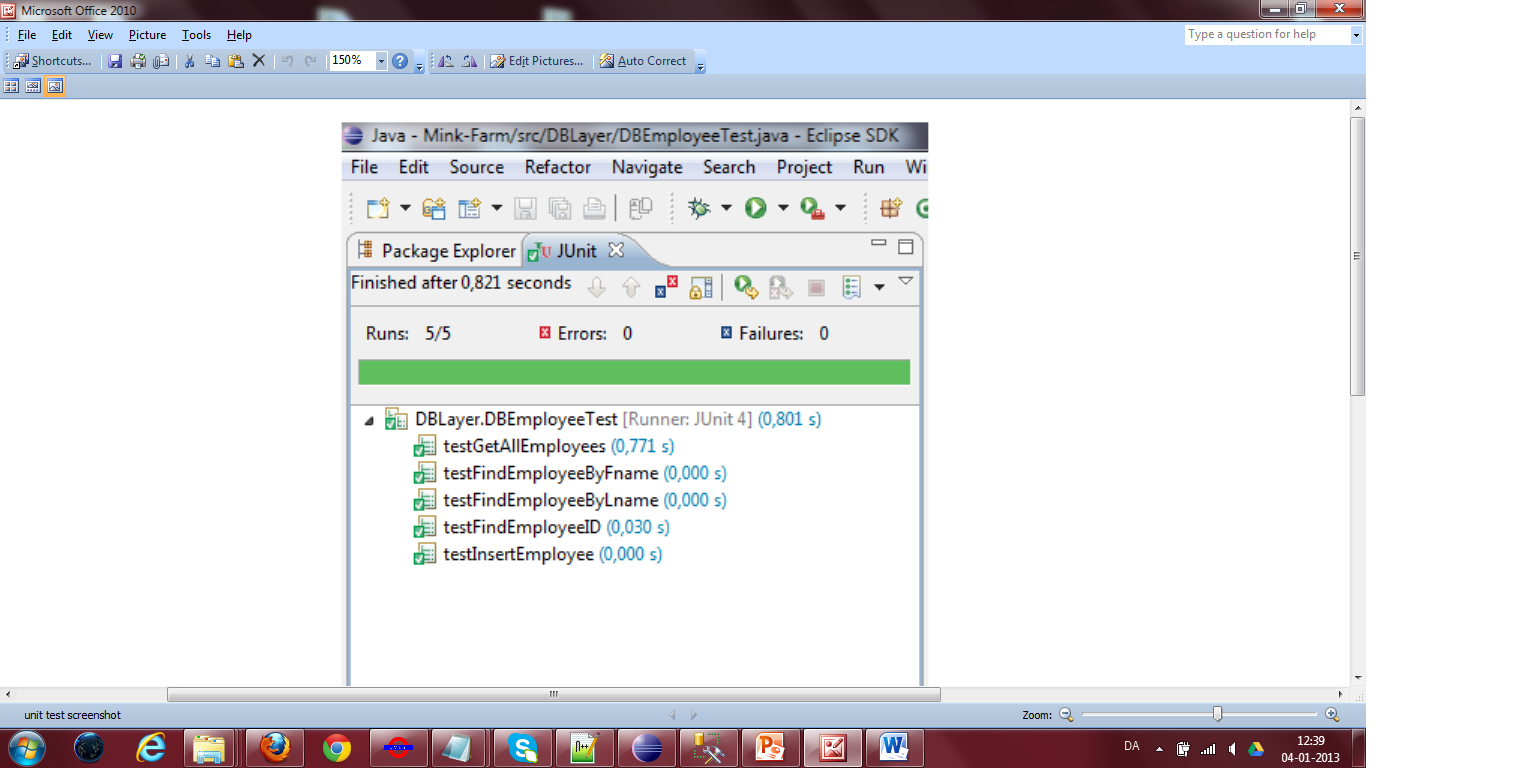 Microsoft Office 2010
File Edit View Picture Tools Help
Type a question for help
Shortcuts... 150% Edit Pictures... Auto Correct
Java - Mink-Farm/src/DBLayer/DBEmployeeTest.java - Eclipse SDK
File Edit Source Refactor Navigate Search Project Run Wi
Package Explorer JUnit
Finished after 0,821 seconds
Runs: 5/5 Errors: 0 Failures: 0
DBLayer.DBEmployeeTest [Runner: JUnit 4] (0,801 s)
testGetAllEmployees (0,771 s)
testFindEmployeeByFname (0,000 s)
testFindEmployeeByLname (0,000 s)
testFindEmployeeID (0,030 s)
testInsertEmployee (0,000 s)
unit test screenshot
Zoom:
DA
12:39
04-01-2013